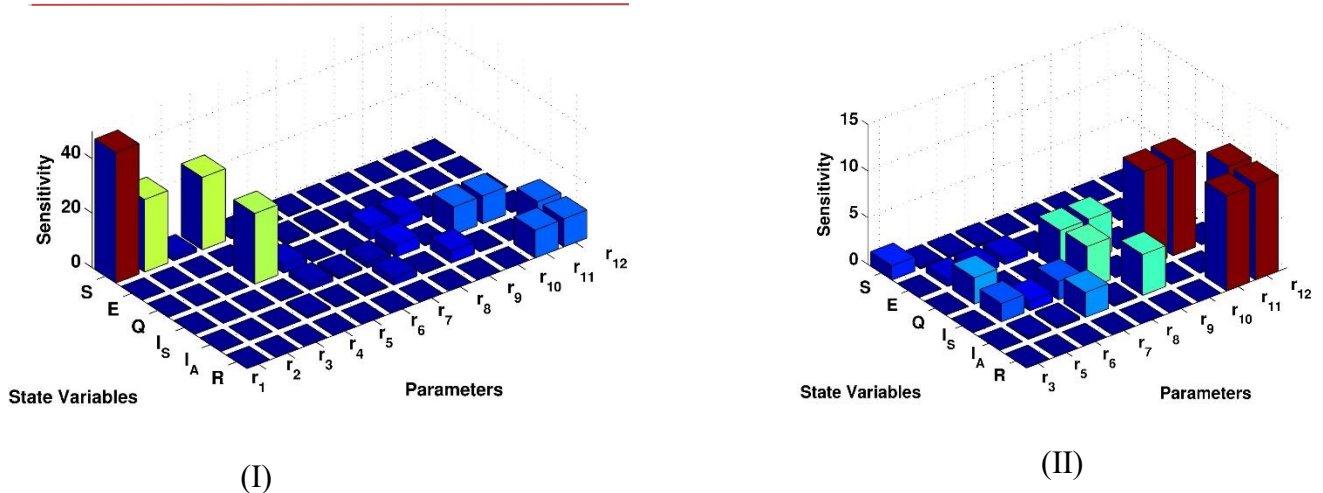 Sensitivity
40
20
0
S
E
Q
I_S
I_A
R
r_1
r_2
r_3
r_4
r_5
r_6
r_7
r_8
r_9
r_10
r_11
r_12
State Variables
Parameters
(I)
Sensitivity
15
10
5
0
S
E
Q
I_S
I_A
R
r_3
r_5
r_6
r_7
r_8
r_9
r_10
r_11
r_12
State Variables
Parameters
(II)